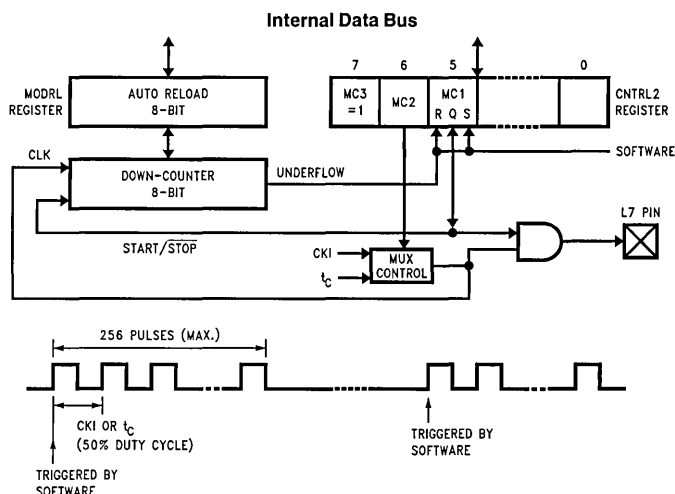 Internal Data Bus
7 6 5 0
MODRL
REGISTER
AUTO RELOAD
8-BIT
MC3
=1
MC2
MC1
R Q S
CNTRL2
REGISTER
CLK
DOWN-COUNTER
8-BIT
UNDERFLOW
SOFTWARE
START/STOP
CKI
tC
MUX
CONTROL
L7 PIN
256 PULSES (MAX.)
CKI OR tC
(50% DUTY CYCLE)
TRIGGERED BY
SOFTWARE
TRIGGERED BY
SOFTWARE